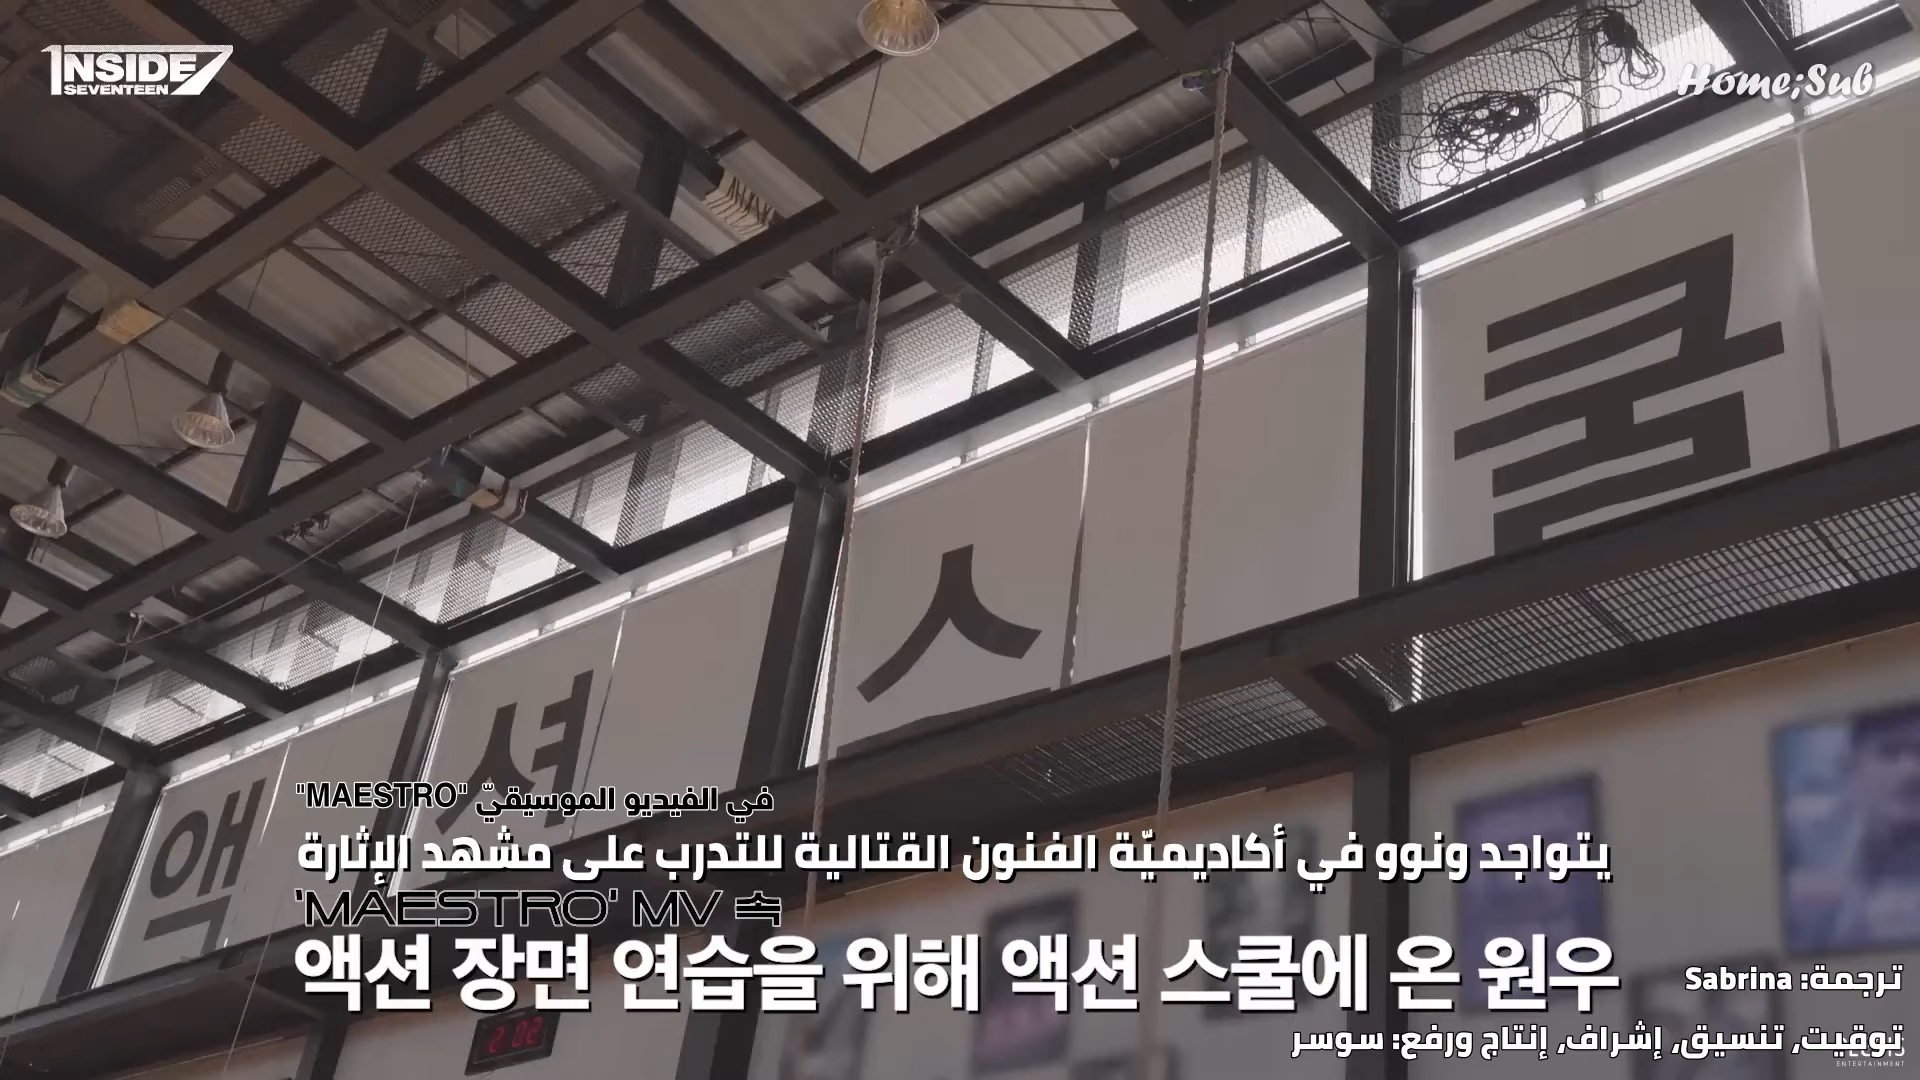 INSIDE
SEVENTEEN
Home;Sub
액션스쿨
في الفيديو الموسيقيّ "MAESTRO"
يتواجد ونوو في أكاديميّة الفنون القتالية للتدرب على مشهد الإثارة
'MAESTRO' MV 속
액션 장면 연습을 위해 액션 스쿨에 온 원우
ترجمة: Sabrina
توقيت, تنسيق, إشراف, إنتاج ورفع: سوسر
ENTERTAINMENT